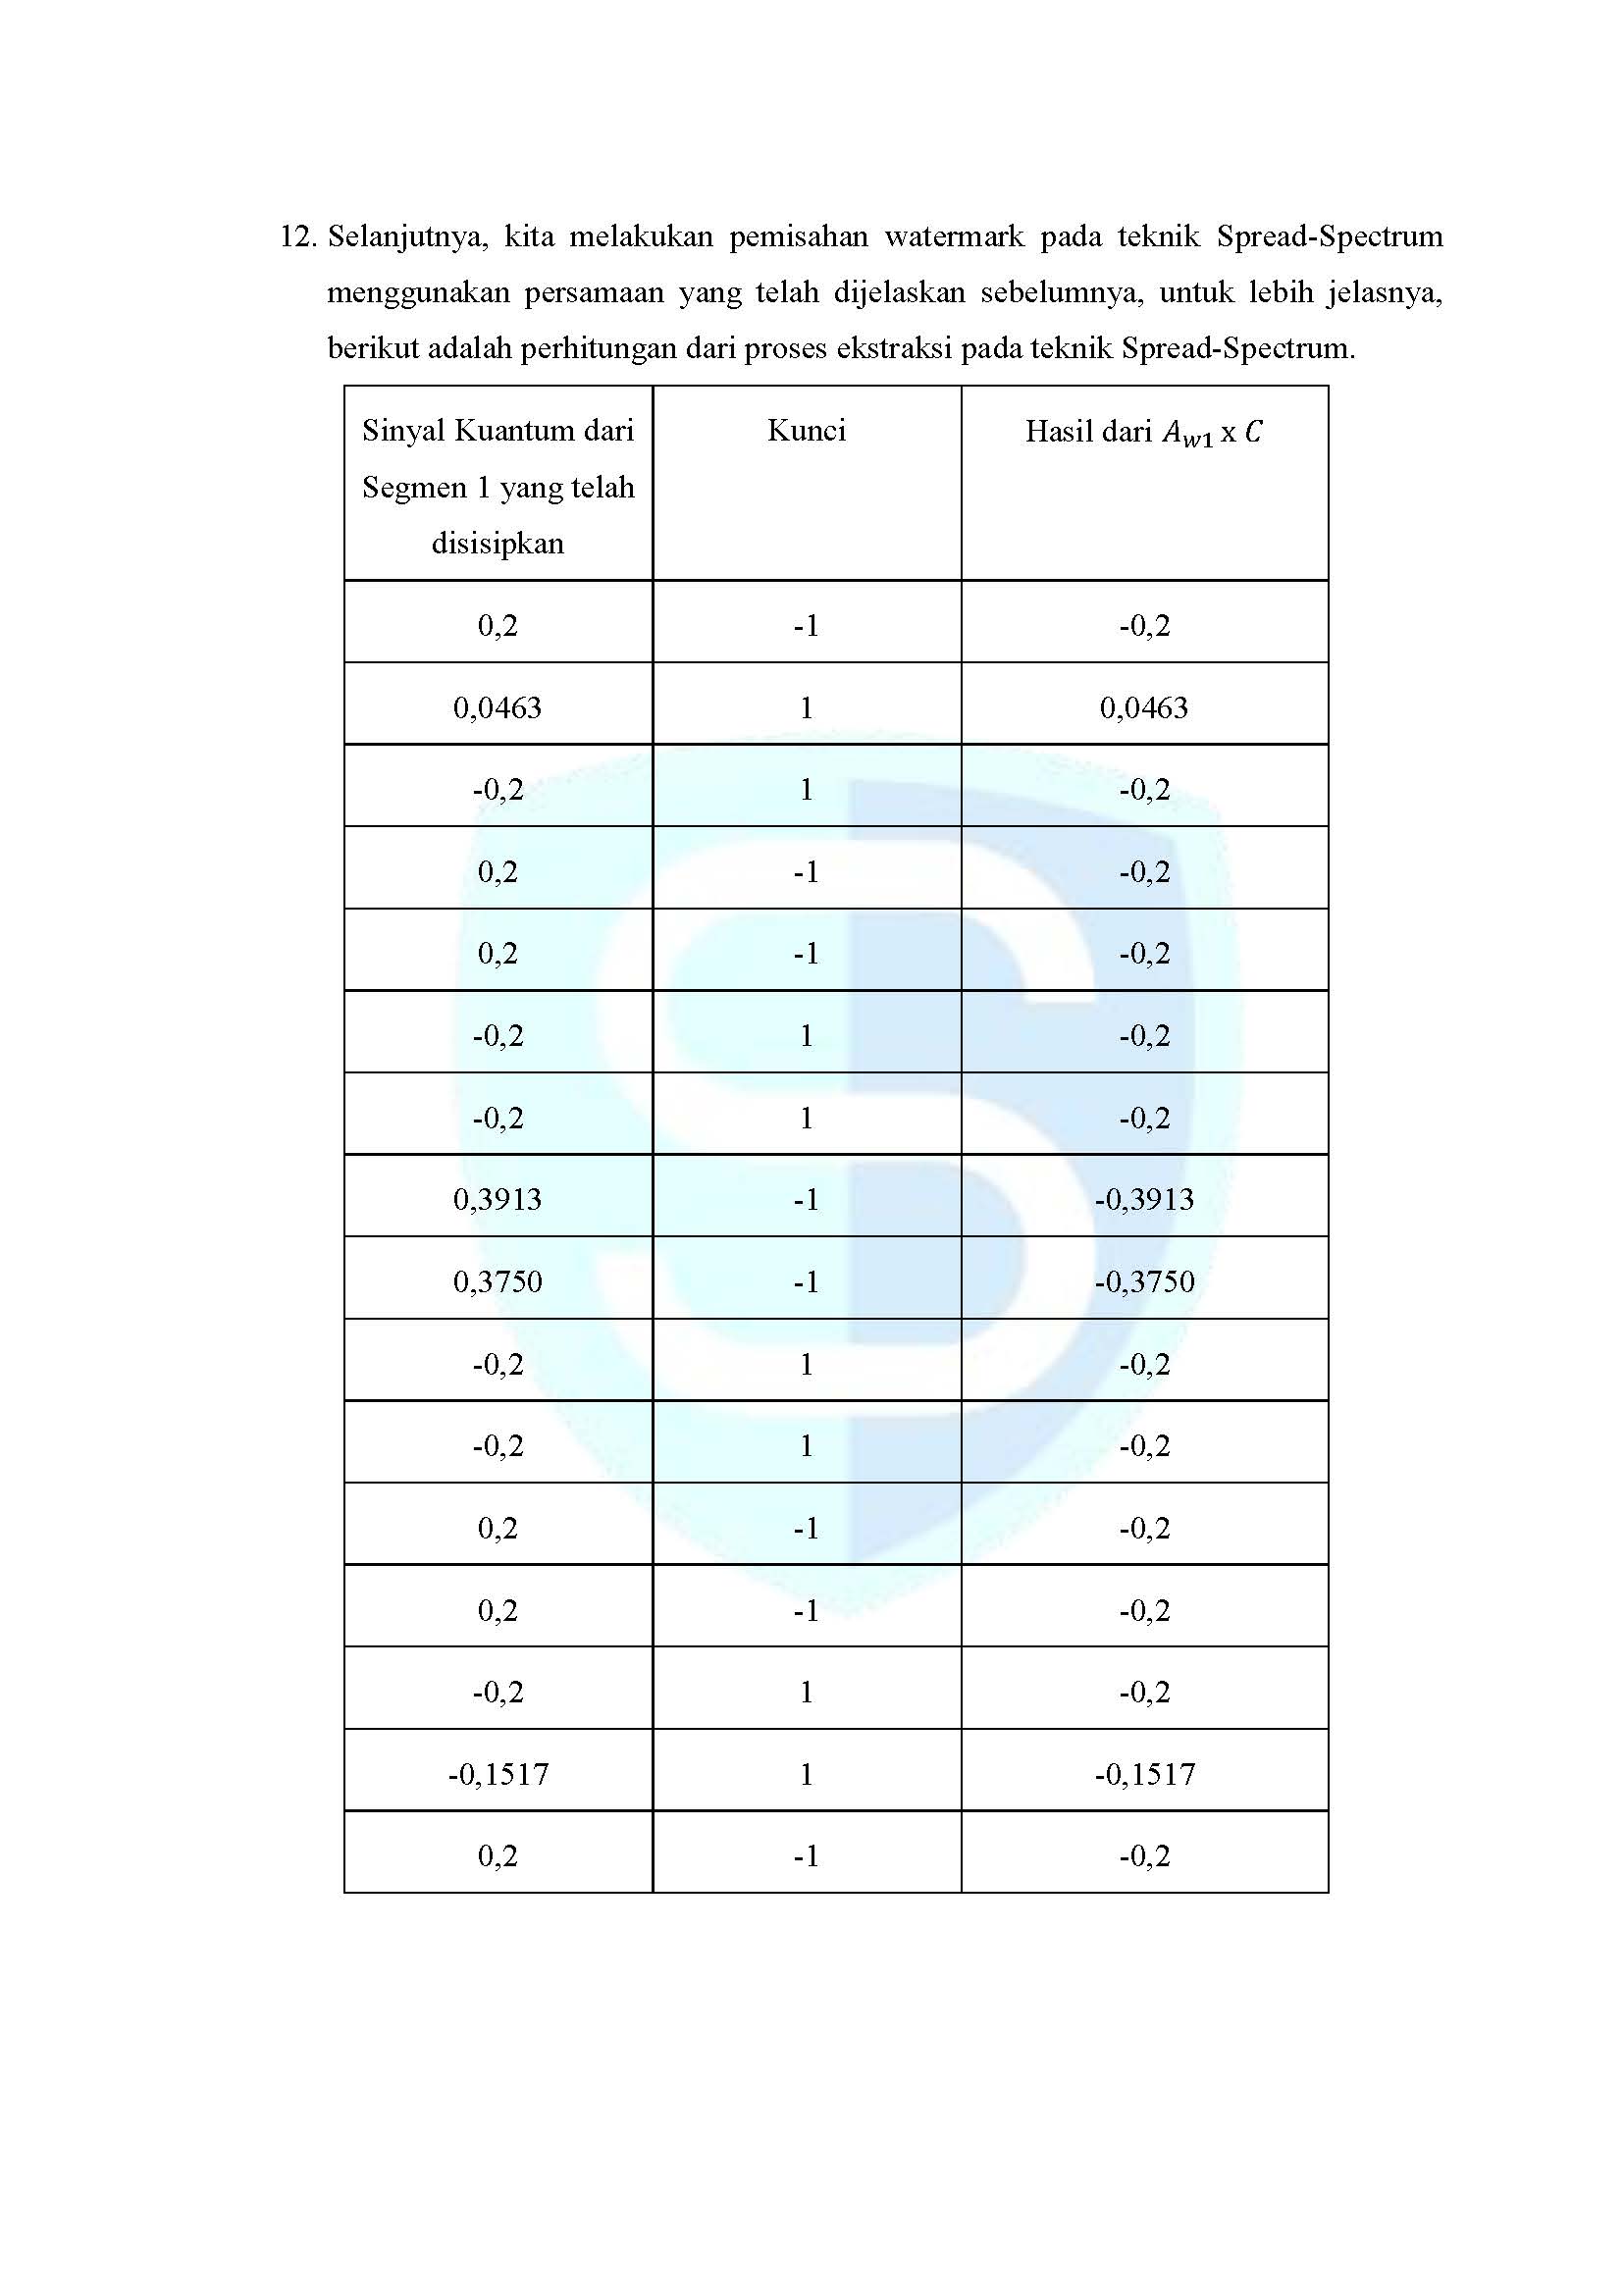 12. Selanjutnya, kita melakukan pemisahan watermark pada teknik Spread-Spectrum
menggunakan persamaan yang telah dijelaskan sebelumnya, untuk lebih jelasnya,
berikut adalah perhitungan dari proses ekstraksi pada teknik Spread-Spectrum.
Sinyal Kuantum dari Kunci Hasil dari A_w1 x C
Segmen 1 yang telah
disisipkan
0,2 -1 -0,2
0,0463 1 0,0463
-0,2 1 -0,2
0,2 -1 -0,2
0,2 -1 -0,2
-0,2 1 -0,2
-0,2 1 -0,2
0,3913 -1 -0,3913
0,3750 -1 -0,3750
-0,2 1 -0,2
-0,2 1 -0,2
0,2 -1 -0,2
0,2 -1 -0,2
-0,2 1 -0,2
-0,1517 1 -0,1517
0,2 -1 -0,2